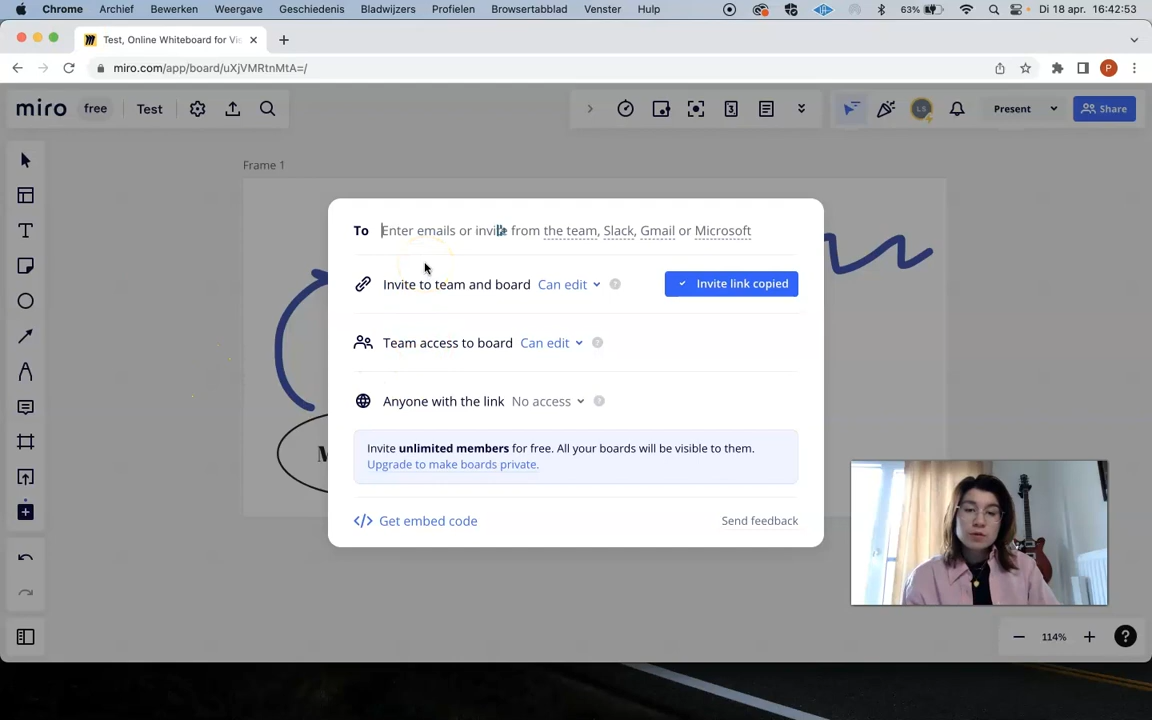 Chrome Archief Bewerken Weergave Geschiedenis Bladwijzers Profielen Browsertabblad Venster Hulp 63% Di 18 apr. 16:42:53
Test, Online Whiteboard for Vis
miro.com/app/board/uXjVMRtnMtA=/ P
miro free Test 3 LS Present Share
Frame 1
To Enter emails or invite from the team, Slack, Gmail or Microsoft
Invite to team and board Can edit ? Invite link copied
Team access to board Can edit ?
Anyone with the link No access ?
M
Invite unlimited members for free. All your boards will be visible to them.
Upgrade to make boards private.
Get embed code Send feedback
114% ?